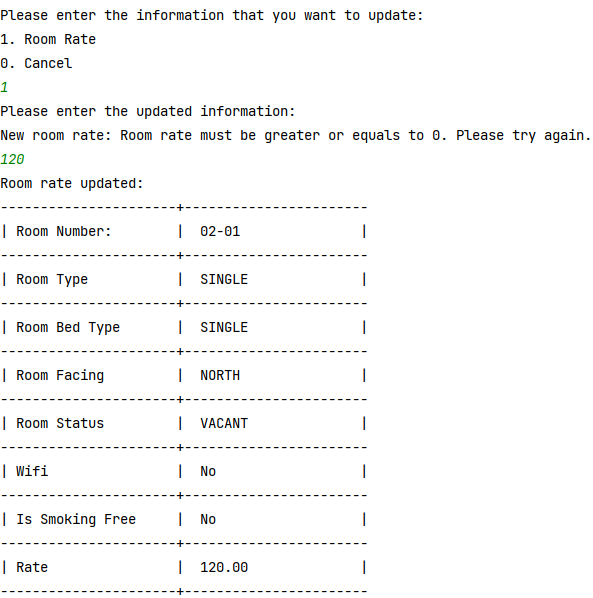 Please enter the information that you want to update:
1. Room Rate
0. Cancel
1
Please enter the updated information:
New room rate: Room rate must be greater or equals to 0. Please try again.
120
Room rate updated:
----------------------+-----------------------
| Room Number:        |  02-01               |
----------------------+-----------------------
| Room Type           |  SINGLE              |
----------------------+-----------------------
| Room Bed Type       |  SINGLE              |
----------------------+-----------------------
| Room Facing         |  NORTH               |
----------------------+-----------------------
| Room Status         |  VACANT              |
----------------------+-----------------------
| Wifi                |  No                  |
----------------------+-----------------------
| Is Smoking Free     |  No                  |
----------------------+-----------------------
| Rate                |  120.00              |
----------------------+-----------------------